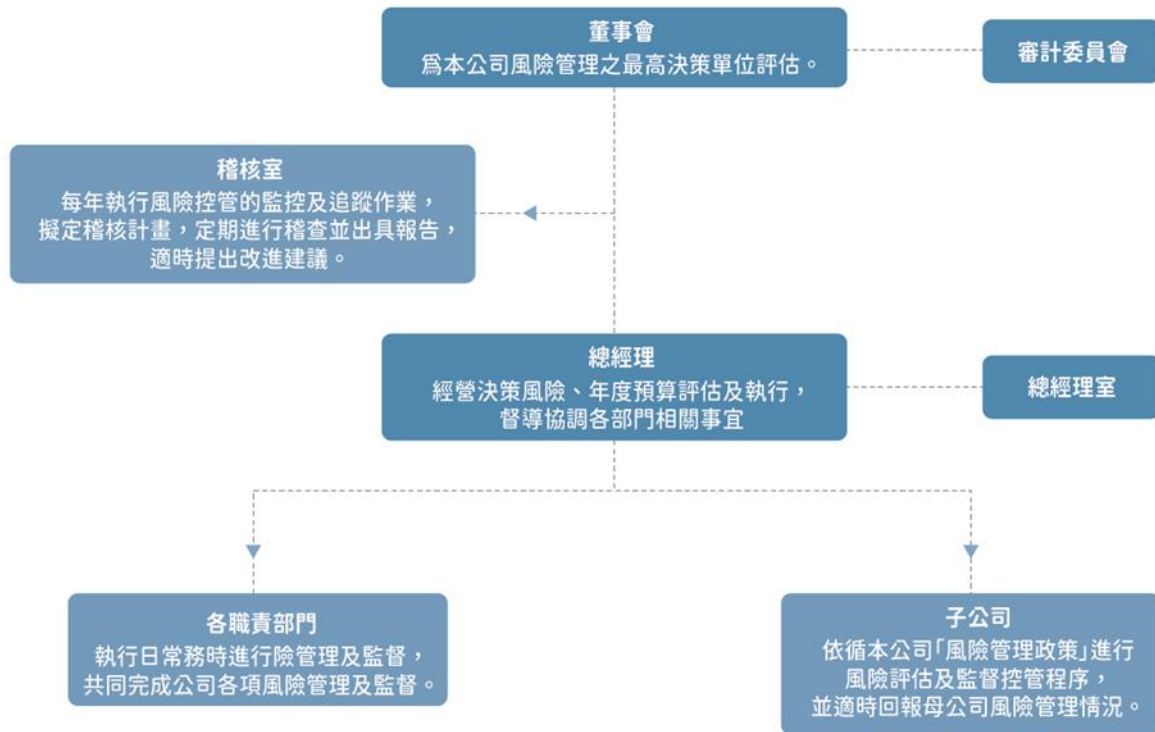 董事會
爲本公司風險管理之最高決策單位評估。
審計委員會
稽核室
每年執行風險控管的監控及追蹤作業，
擬定稽核計畫，定期進行稽查並出具報告，
適時提出改進建議。
總經理
經營決策風險、年度預算評估及執行，
督導協調各部門相關事宜
總經理室
各職責部門
執行日常務時進行險管理及監督，
共同完成公司各項風險管理及監督。
子公司
依循本公司「風險管理政策」進行
風險評估及監督控管程序，
並適時回報母公司風險管理情況。